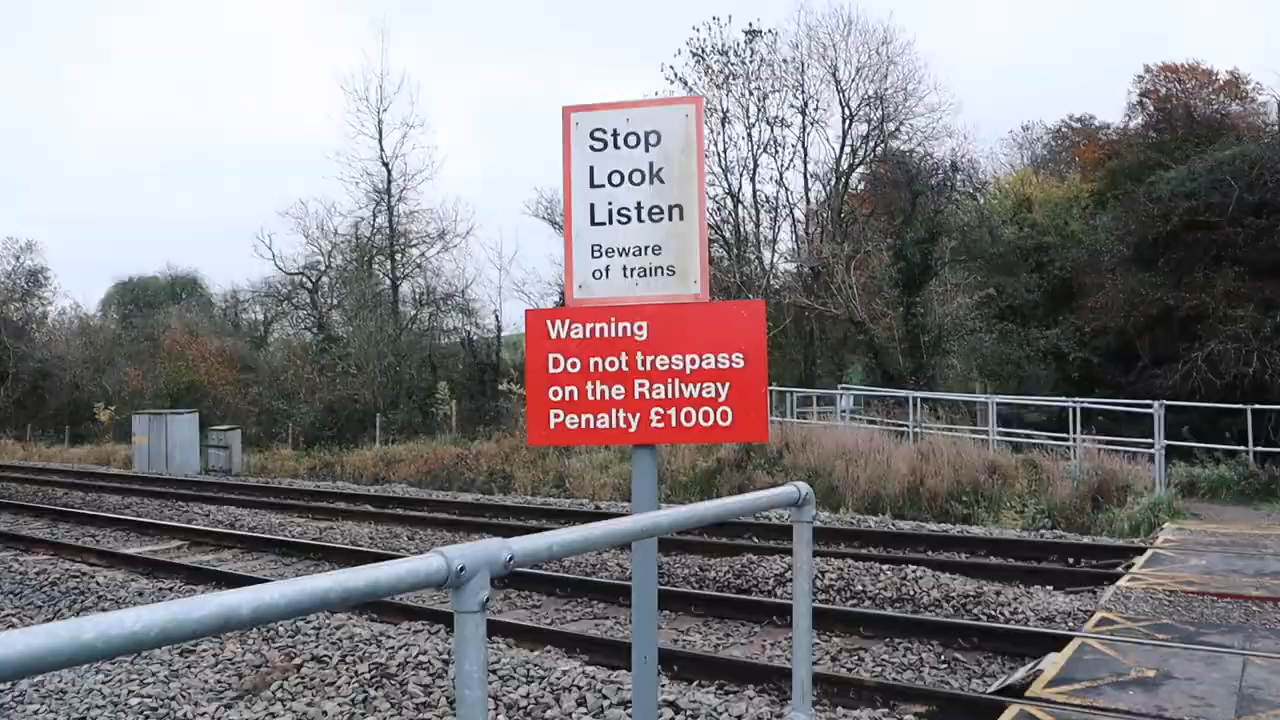 Stop
Look
Listen
Beware
of trains
Warning
Do not trespass
on the Railway
Penalty £1000